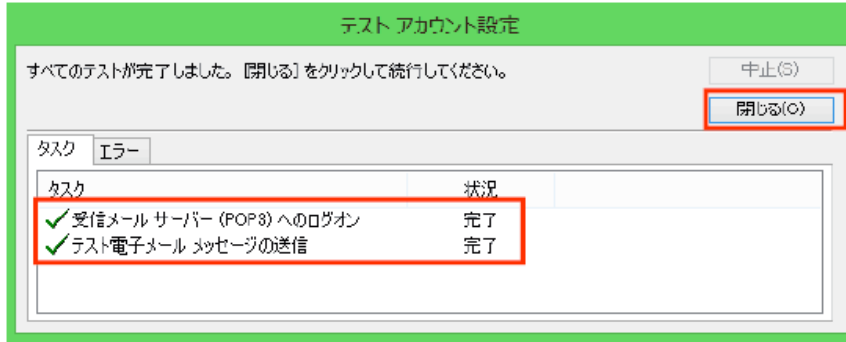 テスト アカウント設定
すべてのテストが完了しました。[閉じる] をクリックして続行してください。
中止(S)
閉じる(C)
タスク エラー
タスク 状況
受信メール サーバー (POP3) へのログオン 完了
テスト電子メール メッセージの送信 完了